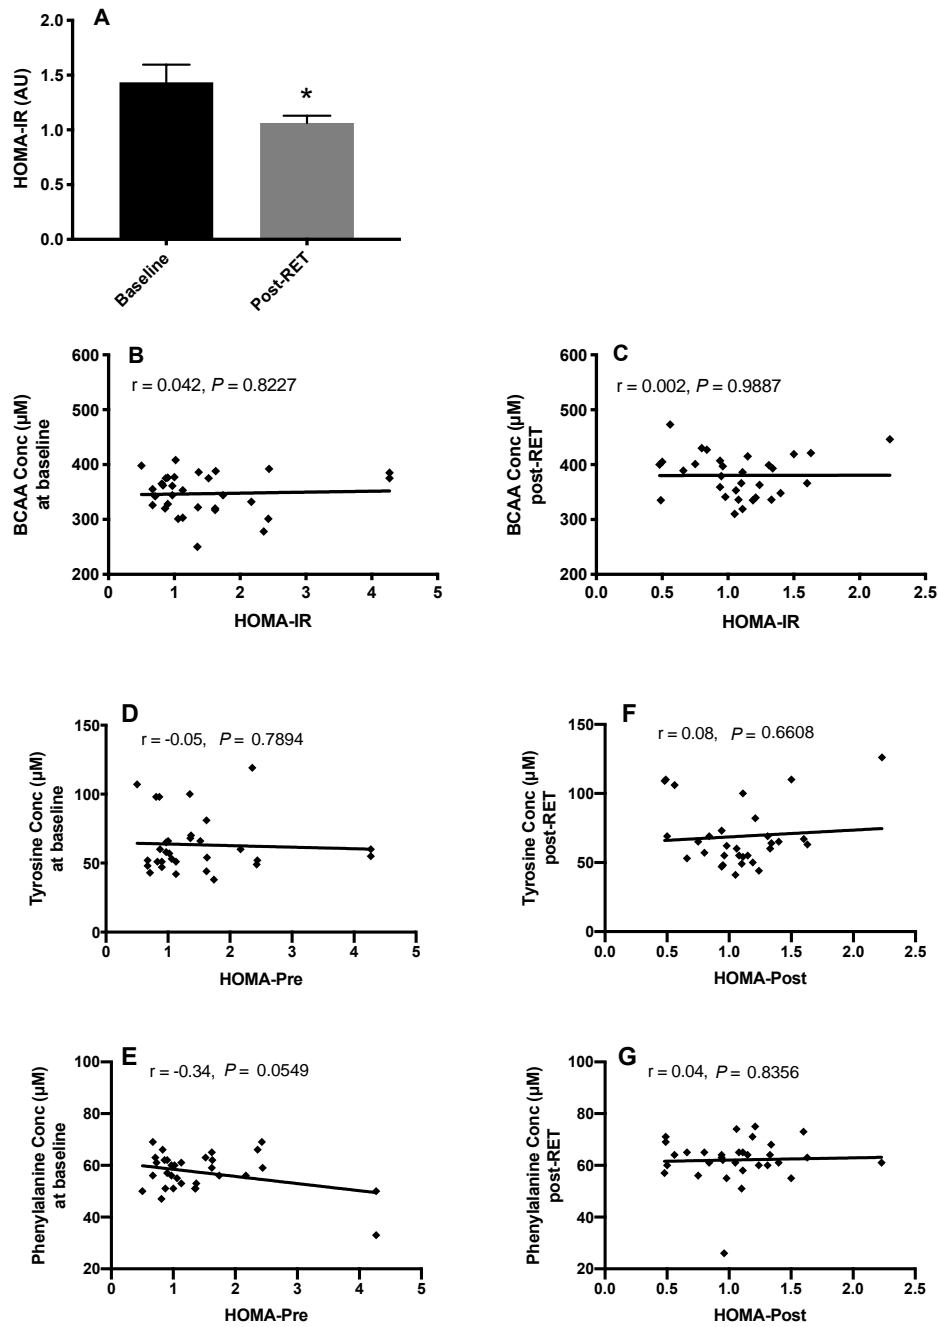 A
HOMA-IR (AU)
2.0
1.5
1.0
0.5
0.0
*
Baseline
Post-RET
B
r = 0.042, P = 0.8227
BCAA Conc (µM)
at baseline
600
500
400
300
200
0 1 2 3 4 5
HOMA-IR
C
r = 0.002, P = 0.9887
BCAA Conc (µM)
post-RET
600
500
400
300
200
0.0 0.5 1.0 1.5 2.0 2.5
HOMA-IR
D
r = -0.05, P = 0.7894
Tyrosine Conc (µM)
at baseline
150
100
50
0
0 1 2 3 4 5
HOMA-Pre
F
r = 0.08, P = 0.6608
Tyrosine Conc (µM)
post-RET
150
100
50
0
0.0 0.5 1.0 1.5 2.0 2.5
HOMA-Post
E
r = -0.34, P = 0.0549
Phenylalanine Conc (µM)
at baseline
100
80
60
40
20
0 1 2 3 4 5
HOMA-Pre
G
r = 0.04, P = 0.8356
Phenylalanine Conc (µM)
post-RET
100
80
60
40
20
0.0 0.5 1.0 1.5 2.0 2.5
HOMA-Post